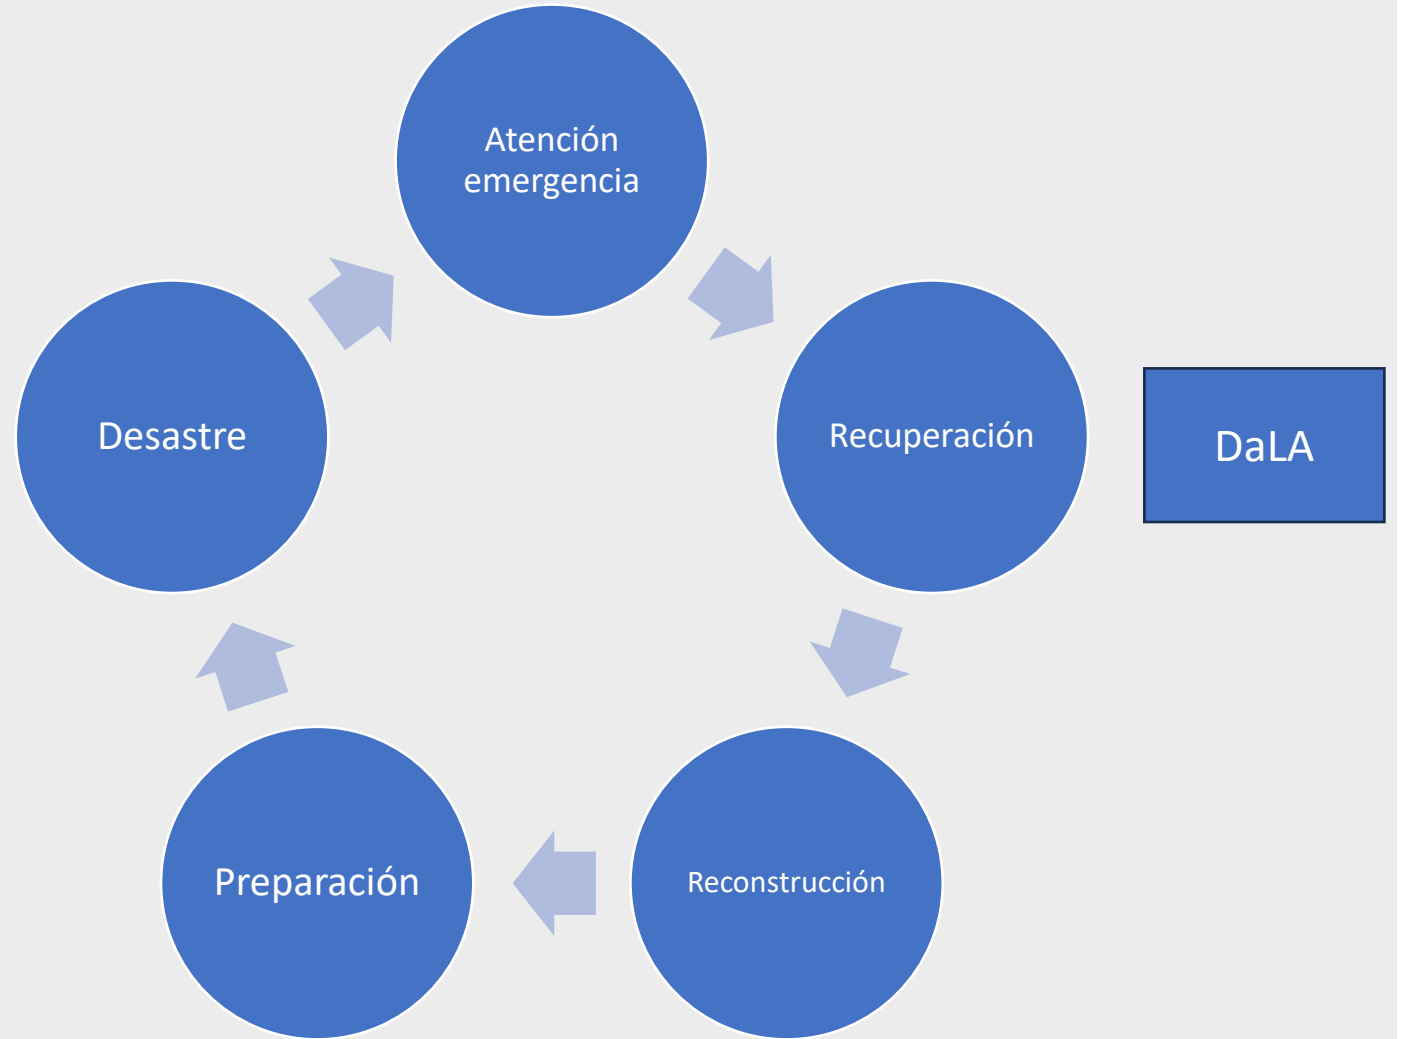 Atención
emergencia
Desastre
Recuperación
DaLA
Preparación
Reconstrucción